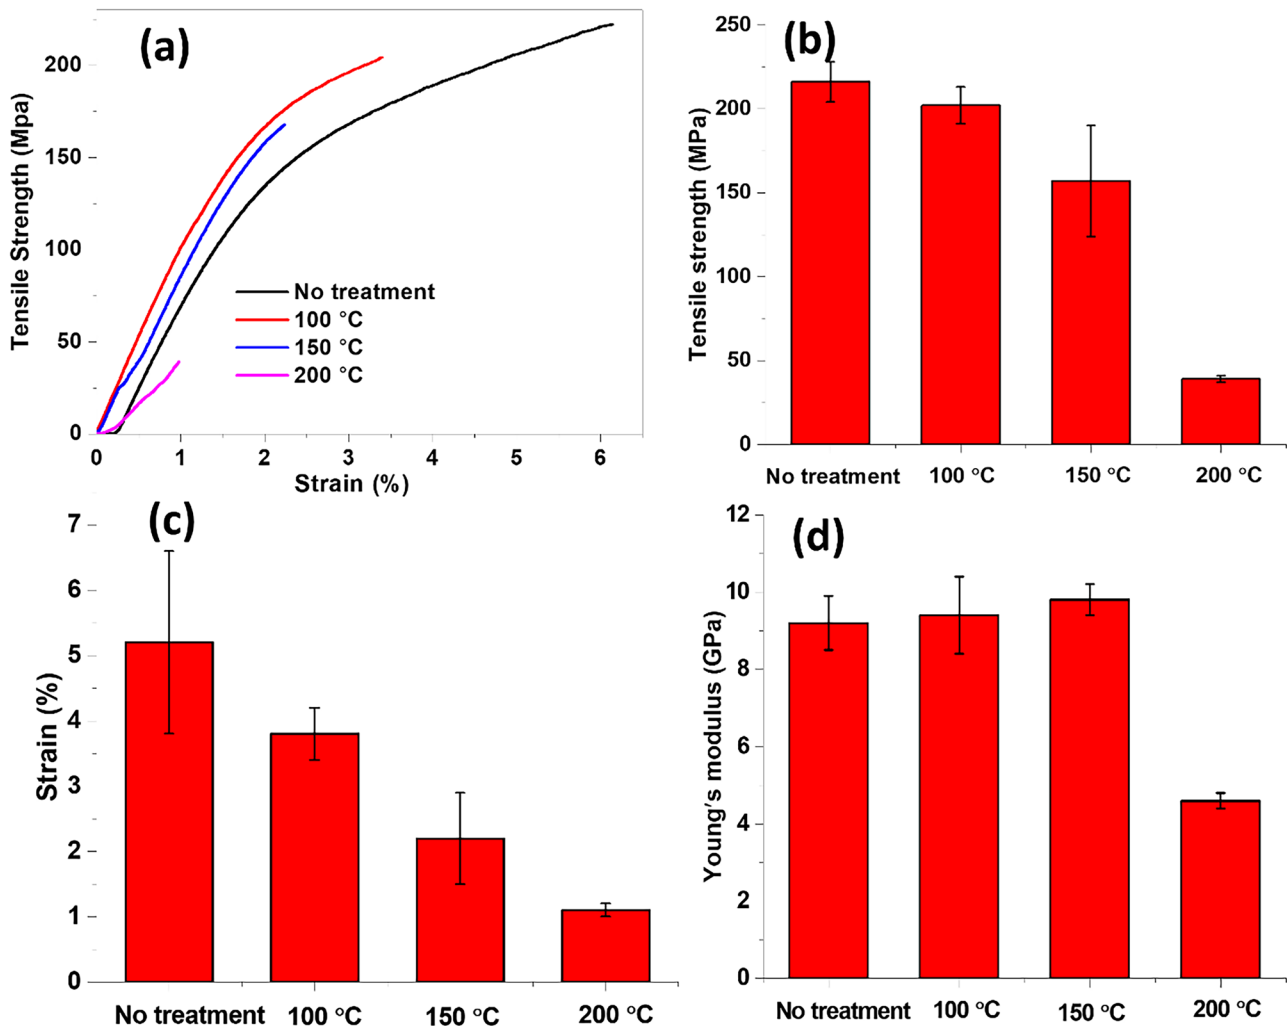 (a)
Tensile Strength (Mpa)
200
150
100
50
0
No treatment
100 °C
150 °C
200 °C
0 1 2 3 4 5 6
Strain (%)
(b)
Tensile strength (MPa)
250
200
150
100
50
0
No treatment 100 °C 150 °C 200 °C
(c)
Strain (%)
7
6
5
4
3
2
1
0
No treatment 100 °C 150 °C 200 °C
(d)
Young's modulus (GPa)
12
10
8
6
4
2
0
No treatment 100 °C 150 °C 200 °C